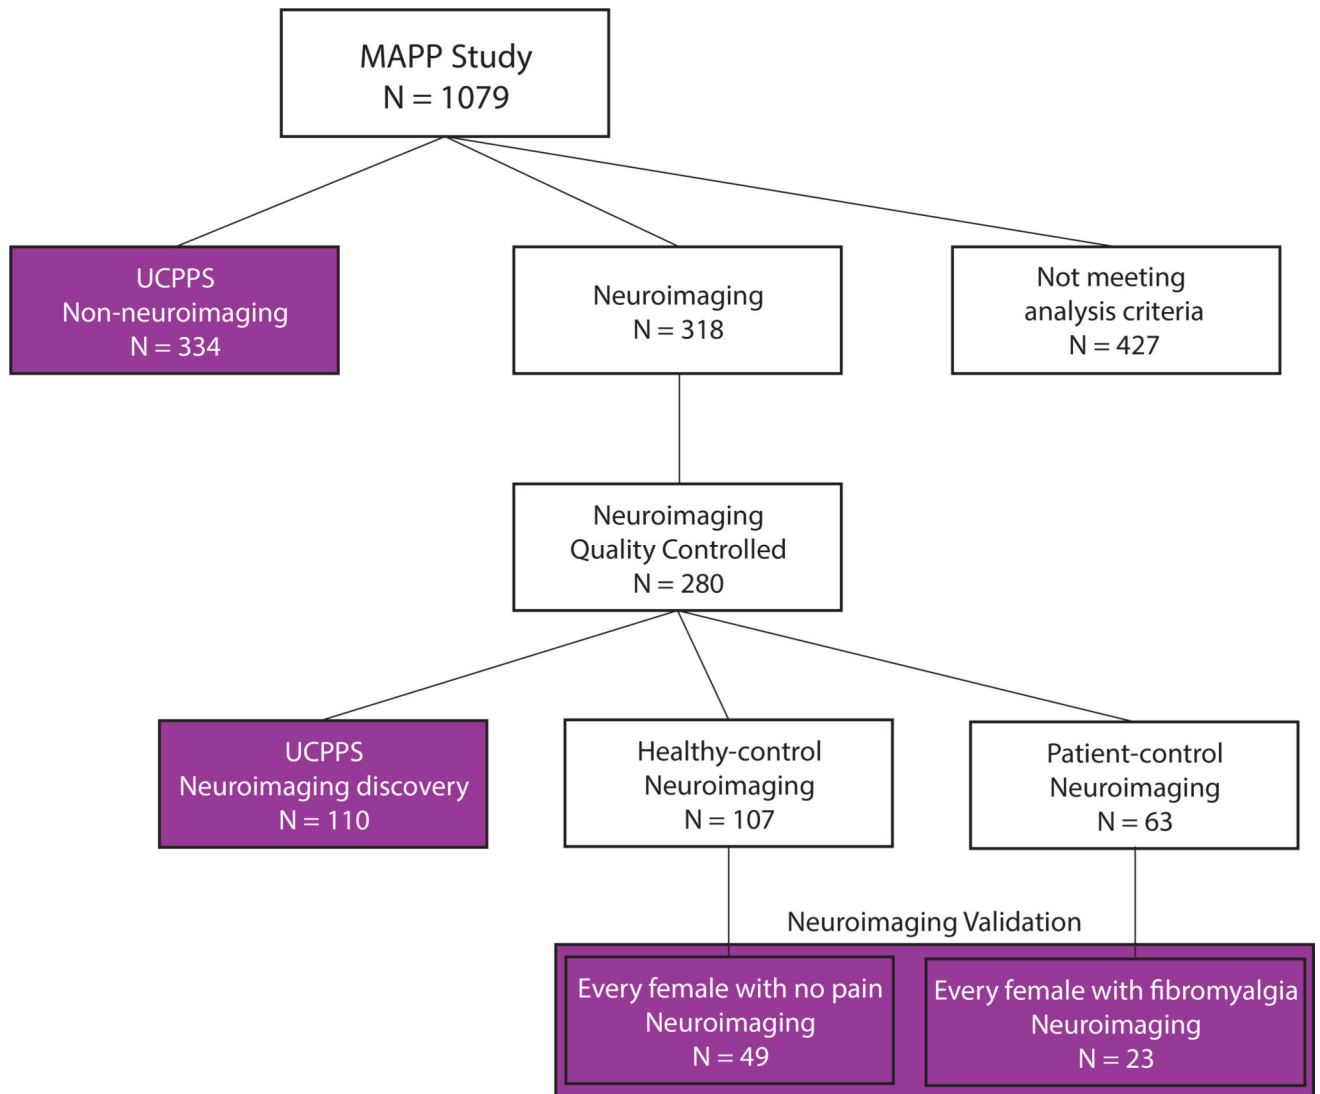 MAPP Study
N = 1079
UCPPS
Non-neuroimaging
N = 334
Neuroimaging
N = 318
Not meeting
analysis criteria
N = 427
Neuroimaging
Quality Controlled
N = 280
UCPPS
Neuroimaging discovery
N = 110
Healthy-control
Neuroimaging
N = 107
Patient-control
Neuroimaging
N = 63
Neuroimaging Validation
Every female with no pain
Neuroimaging
N = 49
Every female with fibromyalgia
Neuroimaging
N = 23